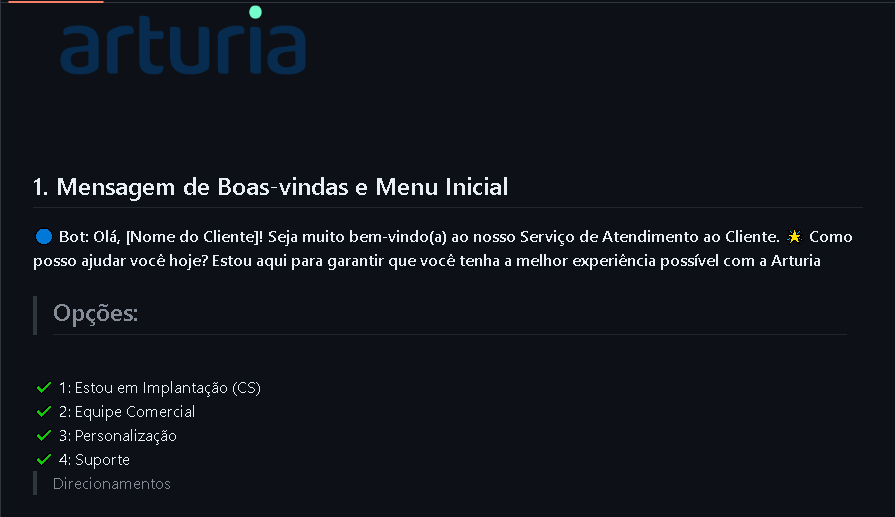 arturia
1. Mensagem de Boas-vindas e Menu Inicial
Bot: Olá, [Nome do Cliente]! Seja muito bem-vindo(a) ao nosso Serviço de Atendimento ao Cliente. 🌟 Como
posso ajudar você hoje? Estou aqui para garantir que você tenha a melhor experiência possível com a Arturia
Opções:
✓ 1: Estou em Implantação (CS)
✓ 2: Equipe Comercial
✓ 3: Personalização
✓ 4: Suporte
Direcionamentos